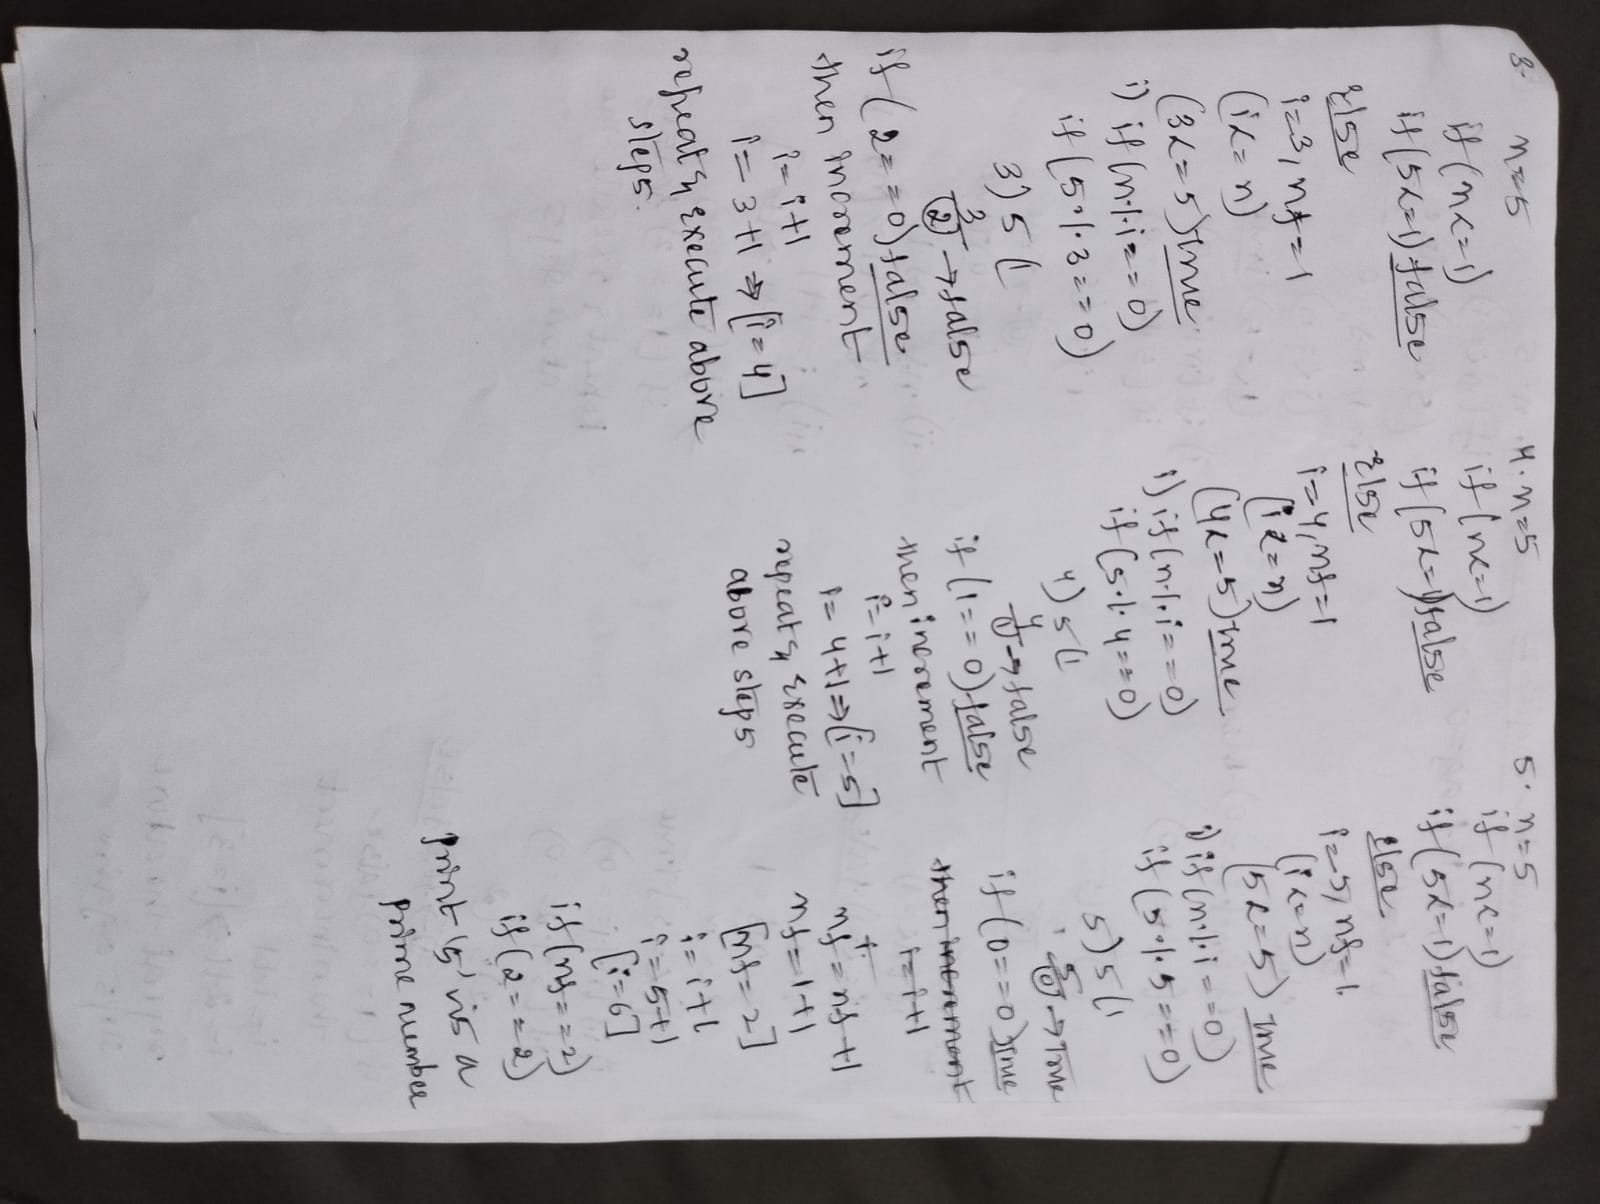 3. n=5
if (n<=1)
if (5<=1) false
Else
i=3, nf=1
(i<=n)
(3<=5) true
i) if (n%i==0)
if (5%3==0)
3) 5 (1
3
2 → false
if (2==0) false
then increment
i=i+1
i=3+1 ⇒ [i=4]
repeat & execute above
steps.
4. n=5
if (n<=1)
if (5<=1) false
Else
i=4, nf=1
(i<=n)
(4<=5) true
i) if (n%i==0)
if (5%4==0)
4) 5 (1
4
1 → false
if (1==0) false
then increment
i=i+1
i=4+1 ⇒ [i=5]
repeat & execute
above steps
5. n=5
if (n<=1)
if (5<=1) false
Else
i=5, nf=1.
(i<=n)
(5<=5) true
i) if (n%i==0)
if (5%5==0)
5) 5 (1
5
0 → True
if (0==0) true
then increment
i=i+1
nf=nf+1
nf=1+1
[nf=2]
i=i+1
i=5+1
[i=6]
if (nf==2)
if (2==2)
print '5' is a
prime number